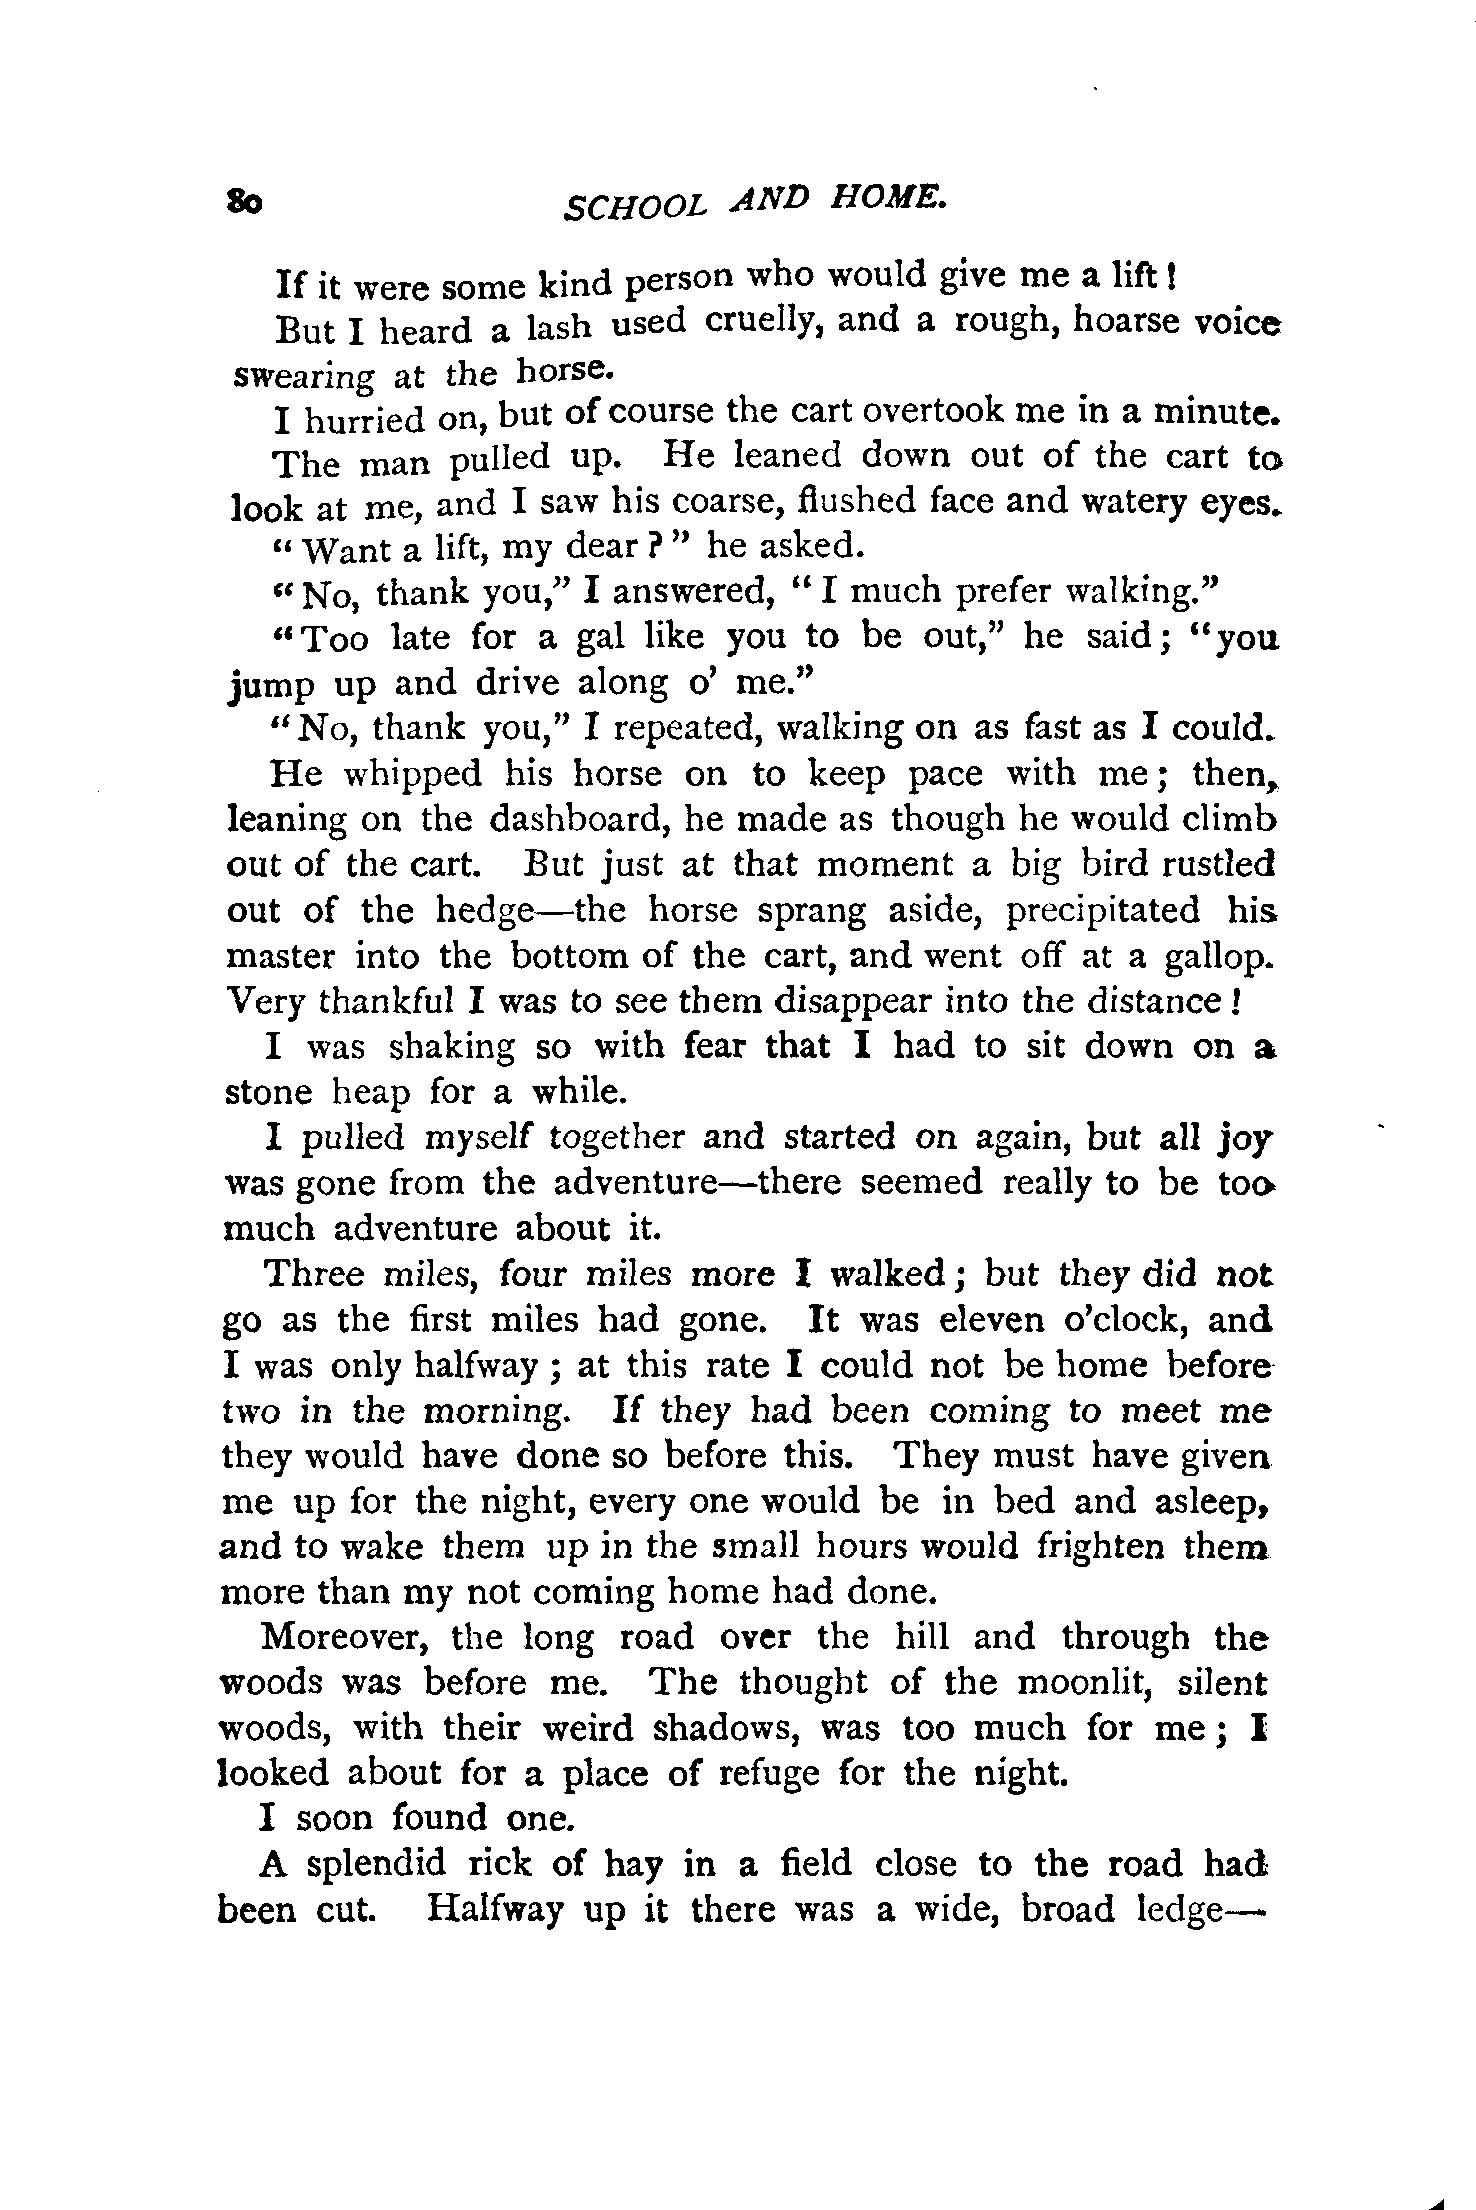 80 SCHOOL AND HOME.
If it were some kind person who would give me a lift !
But I heard a lash used cruelly, and a rough, hoarse voice
swearing at the horse.
I hurried on, but of course the cart overtook me in a minute.
The man pulled up. He leaned down out of the cart to
look at me, and I saw his coarse, flushed face and watery eyes.
“ Want a lift, my dear ? ” he asked.
“ No, thank you,” I answered, “ I much prefer walking.”
“ Too late for a gal like you to be out,” he said ; “ you
jump up and drive along o’ me.”
“ No, thank you,” I repeated, walking on as fast as I could.
He whipped his horse on to keep pace with me ; then,
leaning on the dashboard, he made as though he would climb
out of the cart. But just at that moment a big bird rustled
out of the hedge—the horse sprang aside, precipitated his
master into the bottom of the cart, and went off at a gallop.
Very thankful I was to see them disappear into the distance !
I was shaking so with fear that I had to sit down on a
stone heap for a while.
I pulled myself together and started on again, but all joy
was gone from the adventure—there seemed really to be too
much adventure about it.
Three miles, four miles more I walked ; but they did not
go as the first miles had gone. It was eleven o’clock, and
I was only halfway ; at this rate I could not be home before
two in the morning. If they had been coming to meet me
they would have done so before this. They must have given
me up for the night, every one would be in bed and asleep,
and to wake them up in the small hours would frighten them
more than my not coming home had done.
Moreover, the long road over the hill and through the
woods was before me. The thought of the moonlit, silent
woods, with their weird shadows, was too much for me ; I
looked about for a place of refuge for the night.
I soon found one.
A splendid rick of hay in a field close to the road had
been cut. Halfway up it there was a wide, broad ledge—